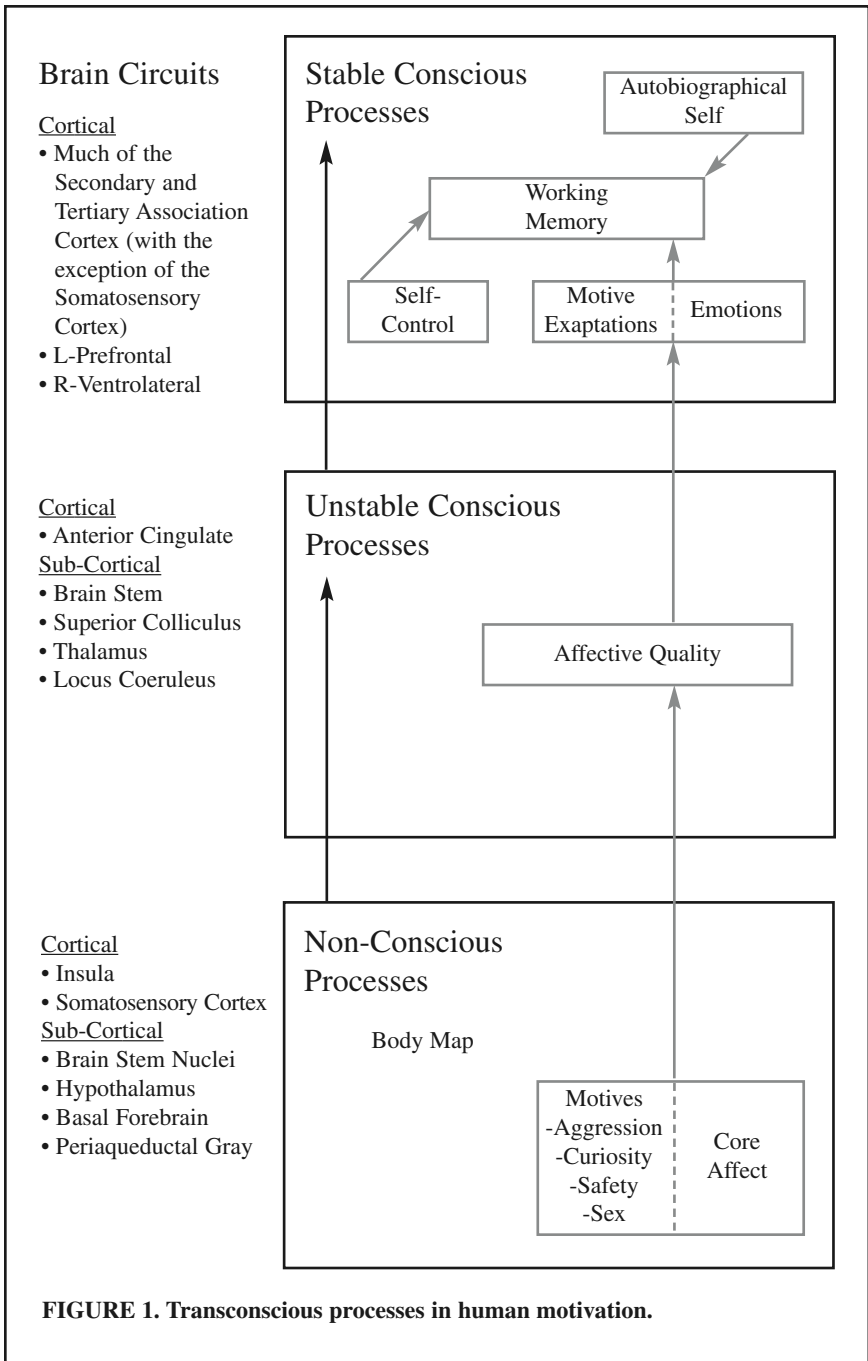 Brain Circuits
Cortical
• Much of the
Secondary and
Tertiary Association
Cortex (with the
exception of the
Somatosensory
Cortex)
• L-Prefrontal
• R-Ventrolateral
Stable Conscious
Processes
Autobiographical
Self
Working
Memory
Self-
Control
Motive
Exaptations
Emotions
Cortical
• Anterior Cingulate
Sub-Cortical
• Brain Stem
• Superior Colliculus
• Thalamus
• Locus Coeruleus
Unstable Conscious
Processes
Affective Quality
Cortical
• Insula
• Somatosensory Cortex
Sub-Cortical
• Brain Stem Nuclei
• Hypothalamus
• Basal Forebrain
• Periaqueductal Gray
Non-Conscious
Processes
Body Map
Motives
-Aggression
-Curiosity
-Safety
-Sex
Core
Affect
FIGURE 1. Transconscious processes in human motivation.